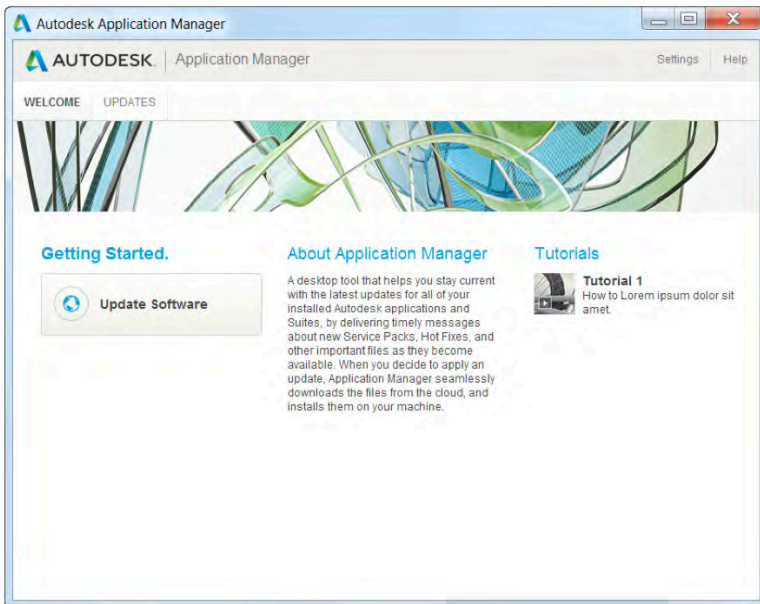 Autodesk Application Manager
AUTODESK. Application Manager
Settings Help
WELCOME UPDATES
Getting Started.
Update Software
About Application Manager
A desktop tool that helps you stay current
with the latest updates for all of your
installed Autodesk applications and
Suites, by delivering timely messages
about new Service Packs, Hot Fixes, and
other important files as they become
available. When you decide to apply an
update, Application Manager seamlessly
downloads the files from the cloud, and
installs them on your machine.
Tutorials
Tutorial 1
How to Lorem ipsum dolor sit
amet.